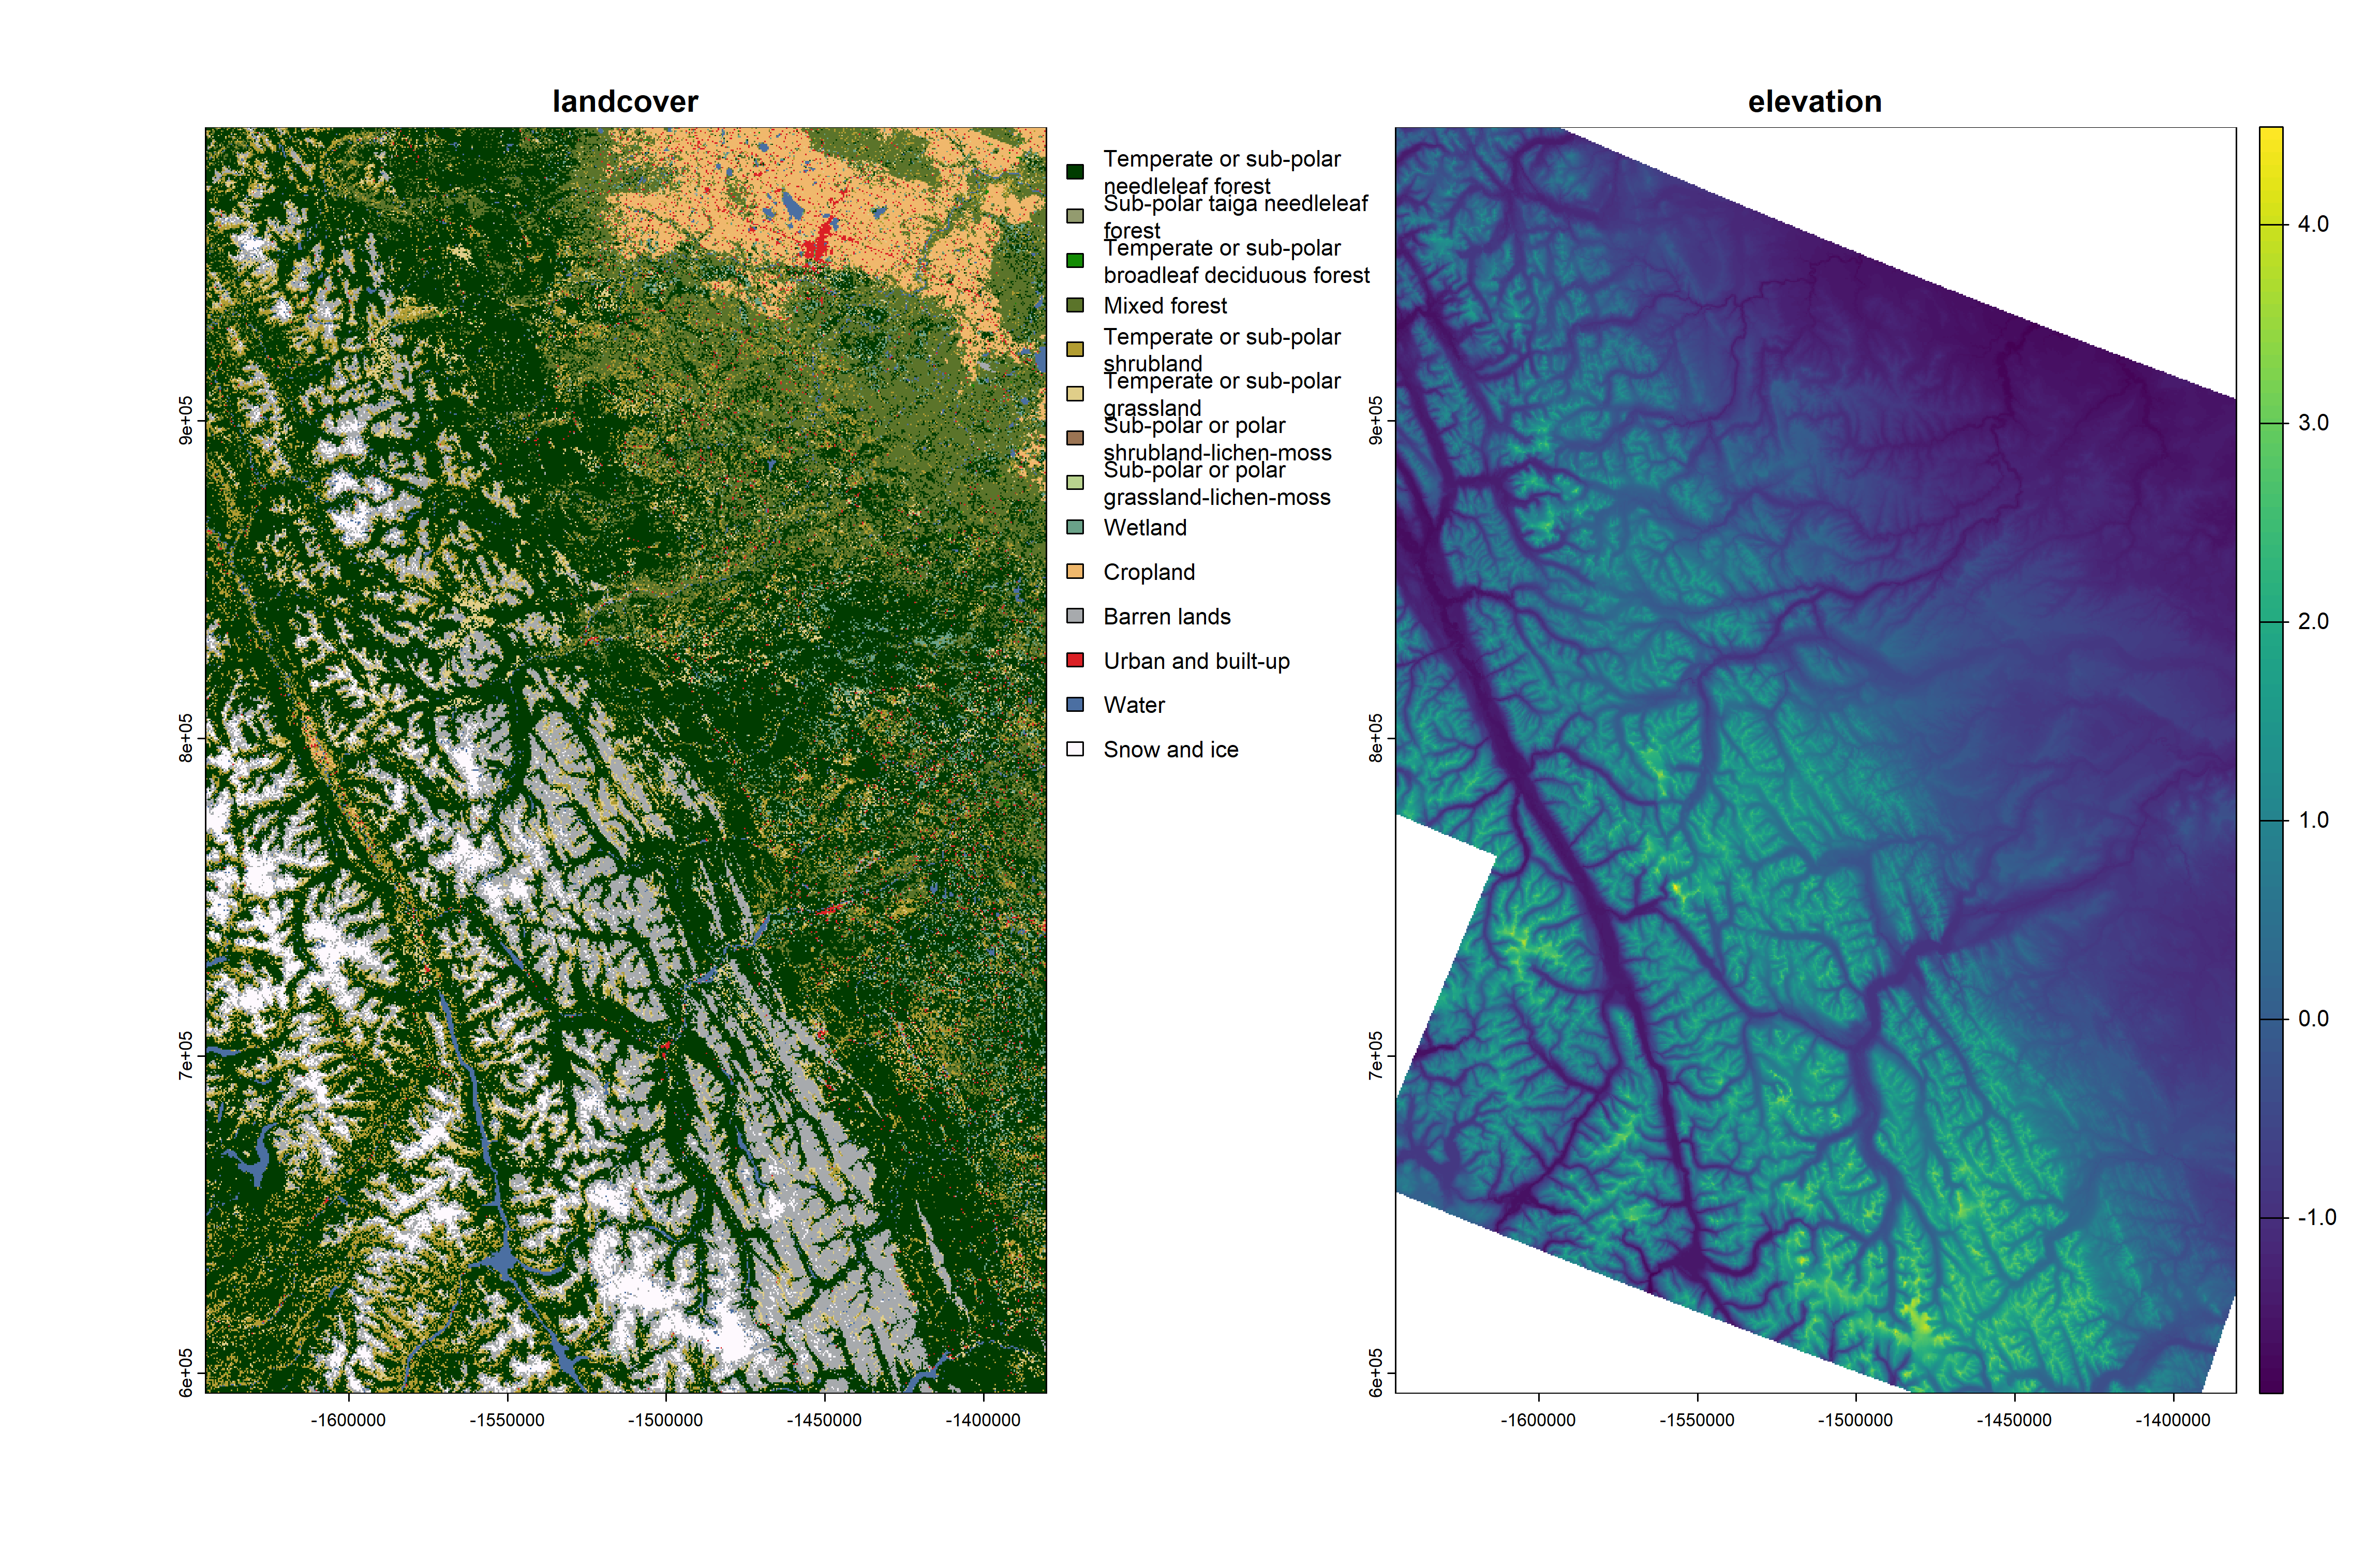 landcover
9e+05
8e+05
7e+05
6e+05
-1600000
-1550000
-1500000
-1450000
-1400000
Temperate or sub-polar
needleleaf forest
Sub-polar taiga needleleaf
forest
Temperate or sub-polar
broadleaf deciduous forest
Mixed forest
Temperate or sub-polar
shrubland
Temperate or sub-polar
grassland
Sub-polar or polar
shrubland-lichen-moss
Sub-polar or polar
grassland-lichen-moss
Wetland
Cropland
Barren lands
Urban and built-up
Water
Snow and ice
elevation
9e+05
8e+05
7e+05
6e+05
-1600000
-1550000
-1500000
-1450000
-1400000
4.0
3.0
2.0
1.0
0.0
-1.0